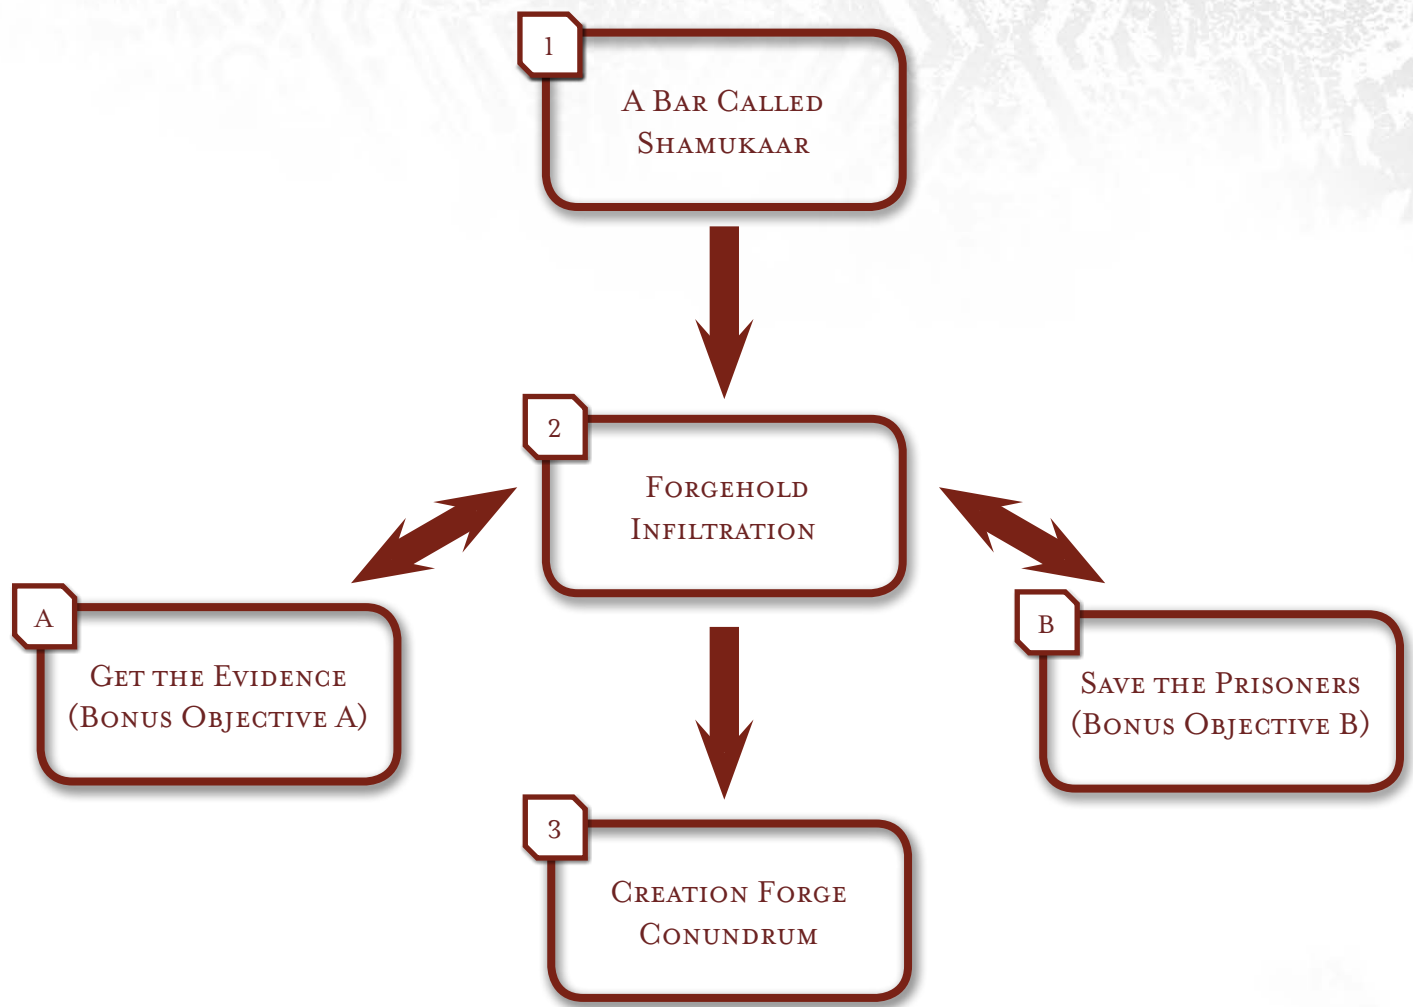 1
A Bar Called
Shamukaar
2
Forgehold
Infiltration
A
Get the Evidence
(Bonus Objective A)
B
Save the Prisoners
(Bonus Objective B)
3
Creation Forge
Conundrum